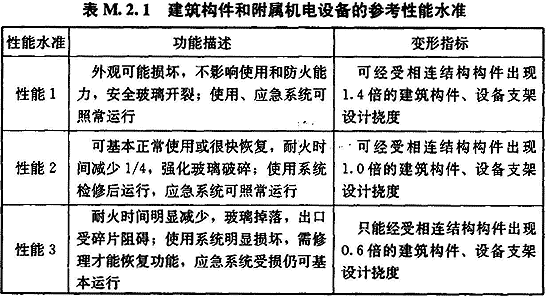 表 M.2.1 建筑构件和附属机电设备的参考性能水准
性能水准
功能描述
变形指标
性能 1
外观可能损坏，不影响使用和防火能
力，安全玻璃开裂；使用、应急系统可
照常运行
可经受相连结构构件出现
1.4 倍的建筑构件、设备支架
设计挠度
性能 2
可基本正常使用或很快恢复，耐火时
间减少 1/4，强化玻璃破碎；使用系统
检修后运行，应急系统可照常运行
可经受相连结构构件出现
1.0 倍的建筑构件、设备支架
设计挠度
性能 3
耐火时间明显减少，玻璃掉落，出口
受碎片阻碍；使用系统明显损坏，需修
理才能恢复功能，应急系统受损仍可基
本运行
只能经受相连结构构件出现
0.6 倍的建筑构件、设备支架
设计挠度